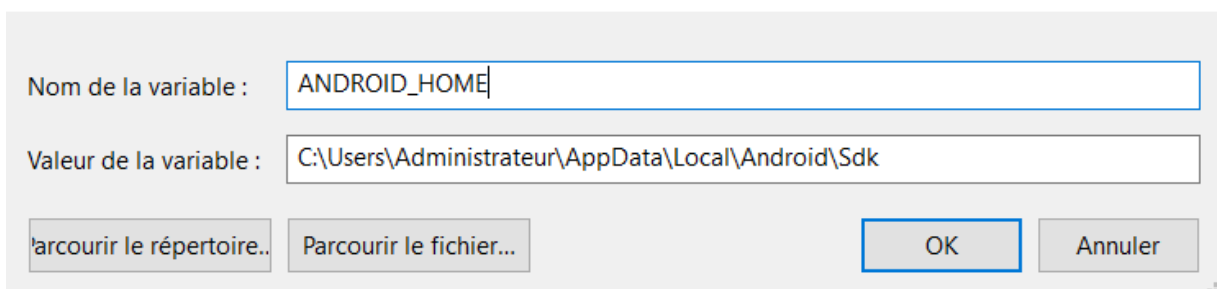 Nom de la variable :
ANDROID_HOME
Valeur de la variable :
C:\Users\Administrateur\AppData\Local\Android\Sdk
arcourir le répertoire..
Parcourir le fichier...
OK
Annuler